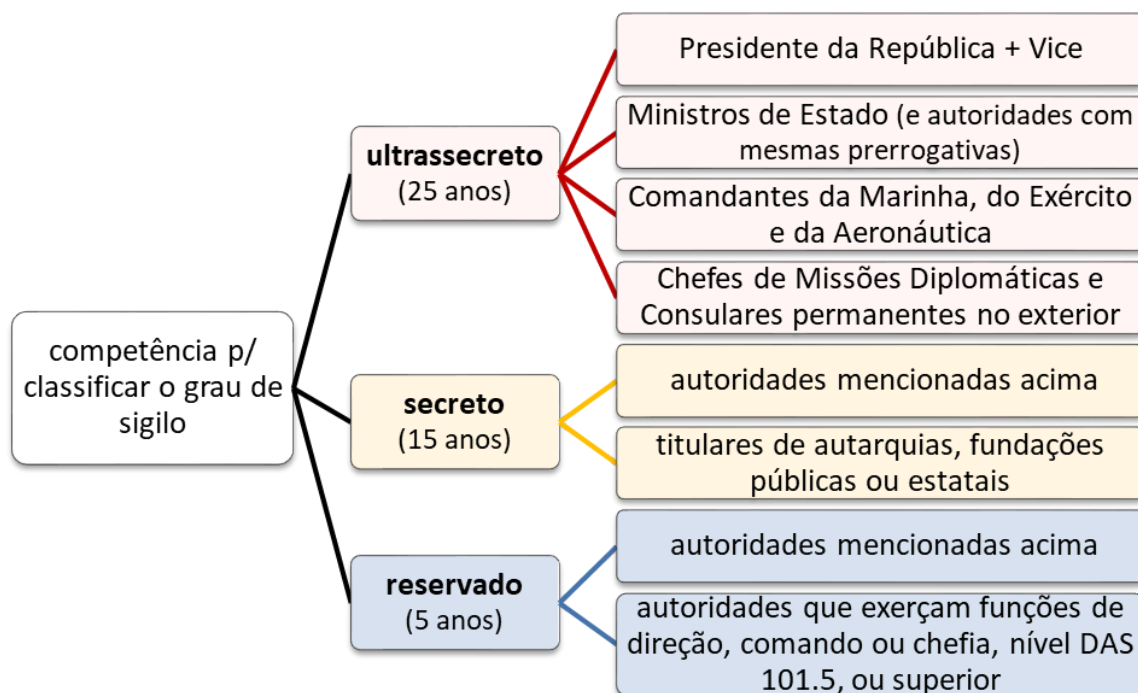 competência p/
classificar o grau de
sigilo
ultrassecreto
(25 anos)
Presidente da República + Vice
Ministros de Estado (e autoridades com
mesmas prerrogativas)
Comandantes da Marinha, do Exército
e da Aeronáutica
Chefes de Missões Diplomáticas e
Consulares permanentes no exterior
secreto
(15 anos)
autoridades mencionadas acima
titulares de autarquias, fundações
públicas ou estatais
reservado
(5 anos)
autoridades mencionadas acima
autoridades que exerçam funções de
direção, comando ou chefia, nível DAS
101.5, ou superior